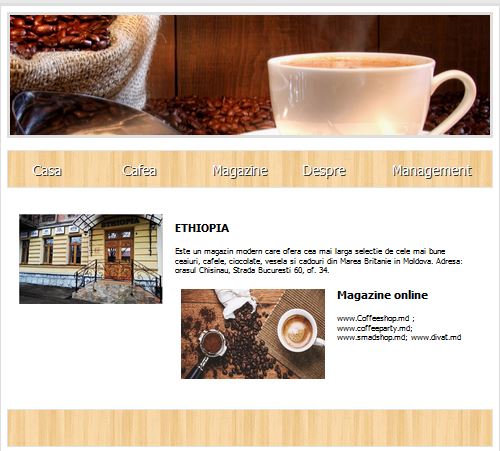 Casa Cafea Magazine Despre Management
ETHIOPIA
Este un magazin modern care ofera cea mai larga selectie de cele mai bune
ceaiuri, cafele, ciocolate, vesela si cadouri din Marea Britanie in Moldova. Adresa:
orasul Chisinau, Strada Bucuresti 60, of. 34.
Magazine online
www.Coffeeshop.md ;
www.coffeeparty.md;
www.smadshop.md; www.divat.md